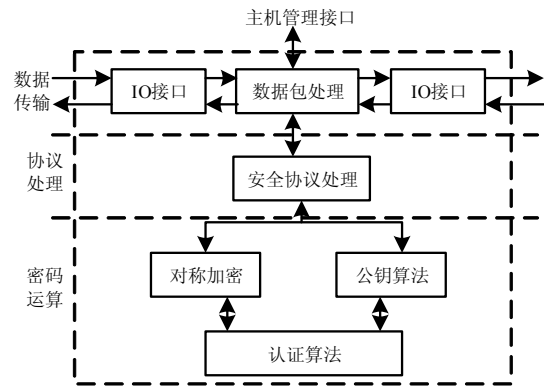 主机管理接口
数据
传输
IO接口
数据包处理
IO接口
协议
处理
安全协议处理
密码
运算
对称加密
公钥算法
认证算法